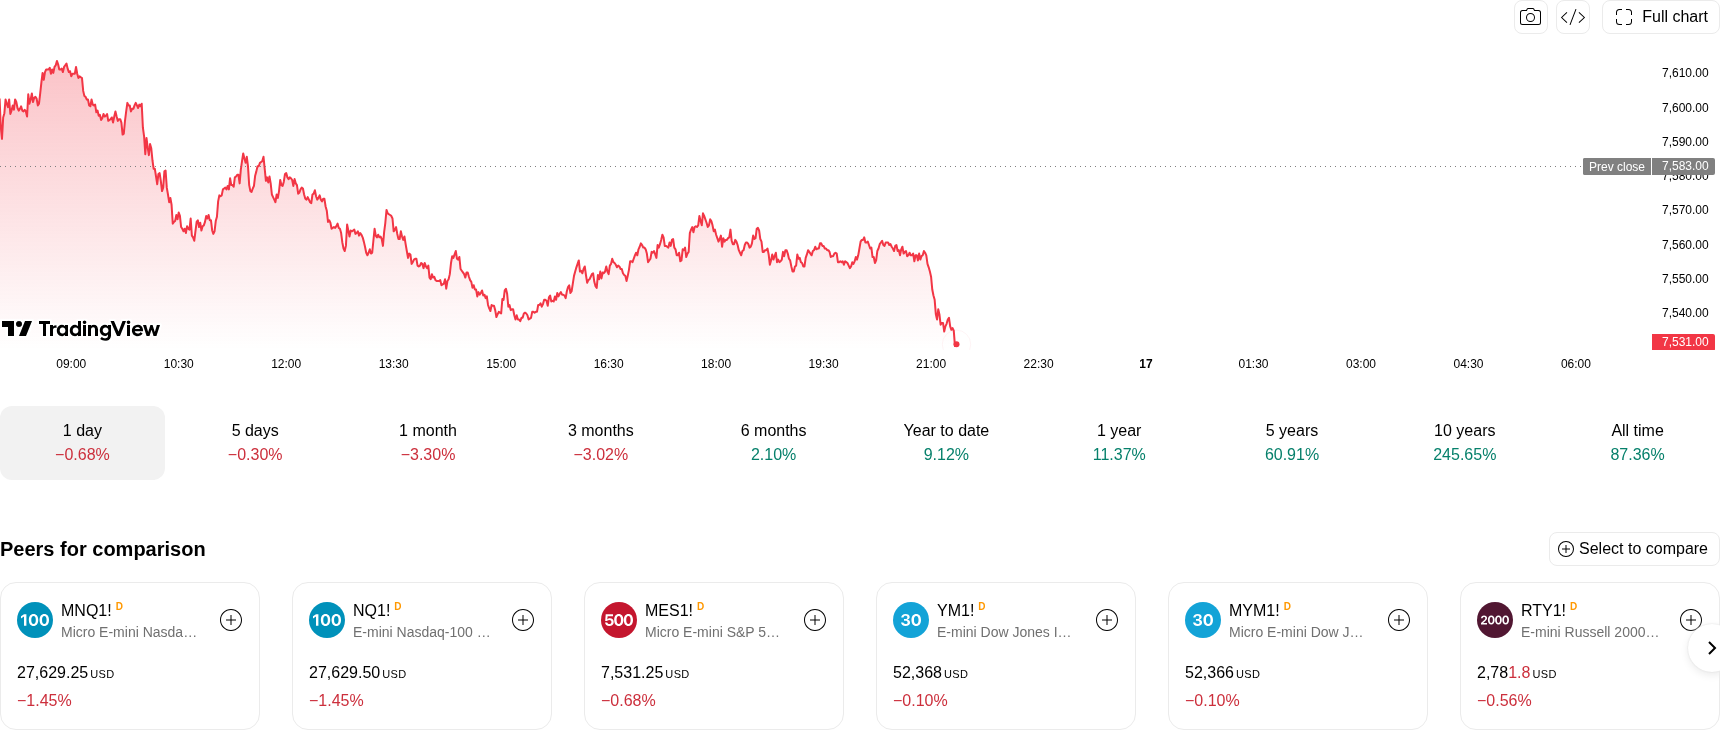 Full chart
7,610.00
7,600.00
7,590.00
Prev close 7,583.00
7,580.00
7,570.00
7,560.00
7,550.00
7,540.00
7,531.00
TradingView
09:00 10:30 12:00 13:30 15:00 16:30 18:00 19:30 21:00 22:30 17 01:30 03:00 04:30 06:00
1 day 5 days 1 month 3 months 6 months Year to date 1 year 5 years 10 years All time
−0.68% −0.30% −3.30% −3.02% 2.10% 9.12% 11.37% 60.91% 245.65% 87.36%
Peers for comparison
Select to compare
100 MNQ1! D
Micro E-mini Nasda…
27,629.25 USD
−1.45%
100 NQ1! D
E-mini Nasdaq-100 …
27,629.50 USD
−1.45%
500 MES1! D
Micro E-mini S&P 5…
7,531.25 USD
−0.68%
30 YM1! D
E-mini Dow Jones I…
52,368 USD
−0.10%
30 MYM1! D
Micro E-mini Dow J…
52,366 USD
−0.10%
2000 RTY1! D
E-mini Russell 2000…
2,781.8 USD
−0.56%